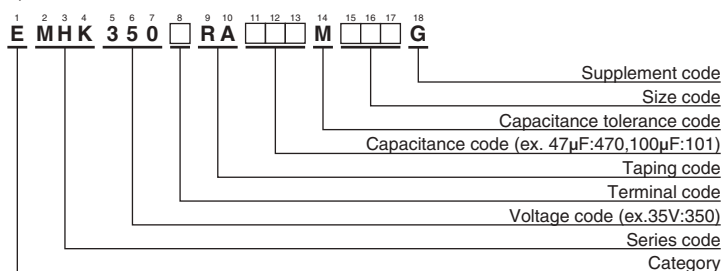 1 2 3 4 5 6 7 8 9 10 11 12 13 14 15 16 17 18
E MHK 350 □ RA □□□ M □□□ G
Supplement code
Size code
Capacitance tolerance code
Capacitance code (ex. 47μF:470,100μF:101)
Taping code
Terminal code
Voltage code (ex.35V:350)
Series code
Category